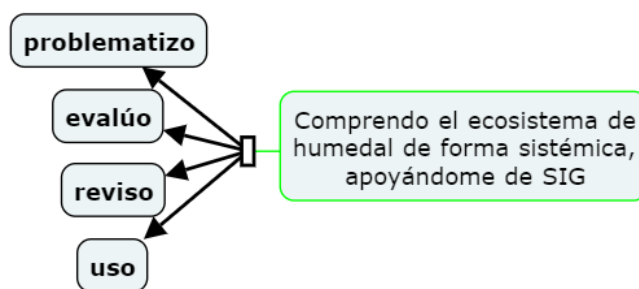 problematizo
evalúo
reviso
uso
Comprendo el ecosistema de
humedal de forma sistémica,
apoyándome de SIG